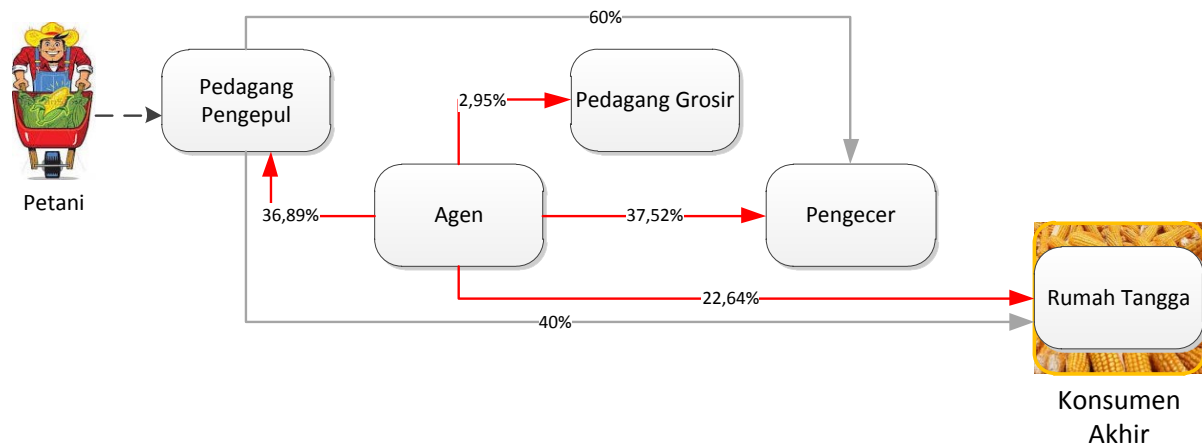 60%
Pedagang
Pengepul
2,95%
Pedagang Grosir
Petani
36,89%
Agen
37,52%
Pengecer
22,64%
Rumah Tangga
40%
Konsumen
Akhir